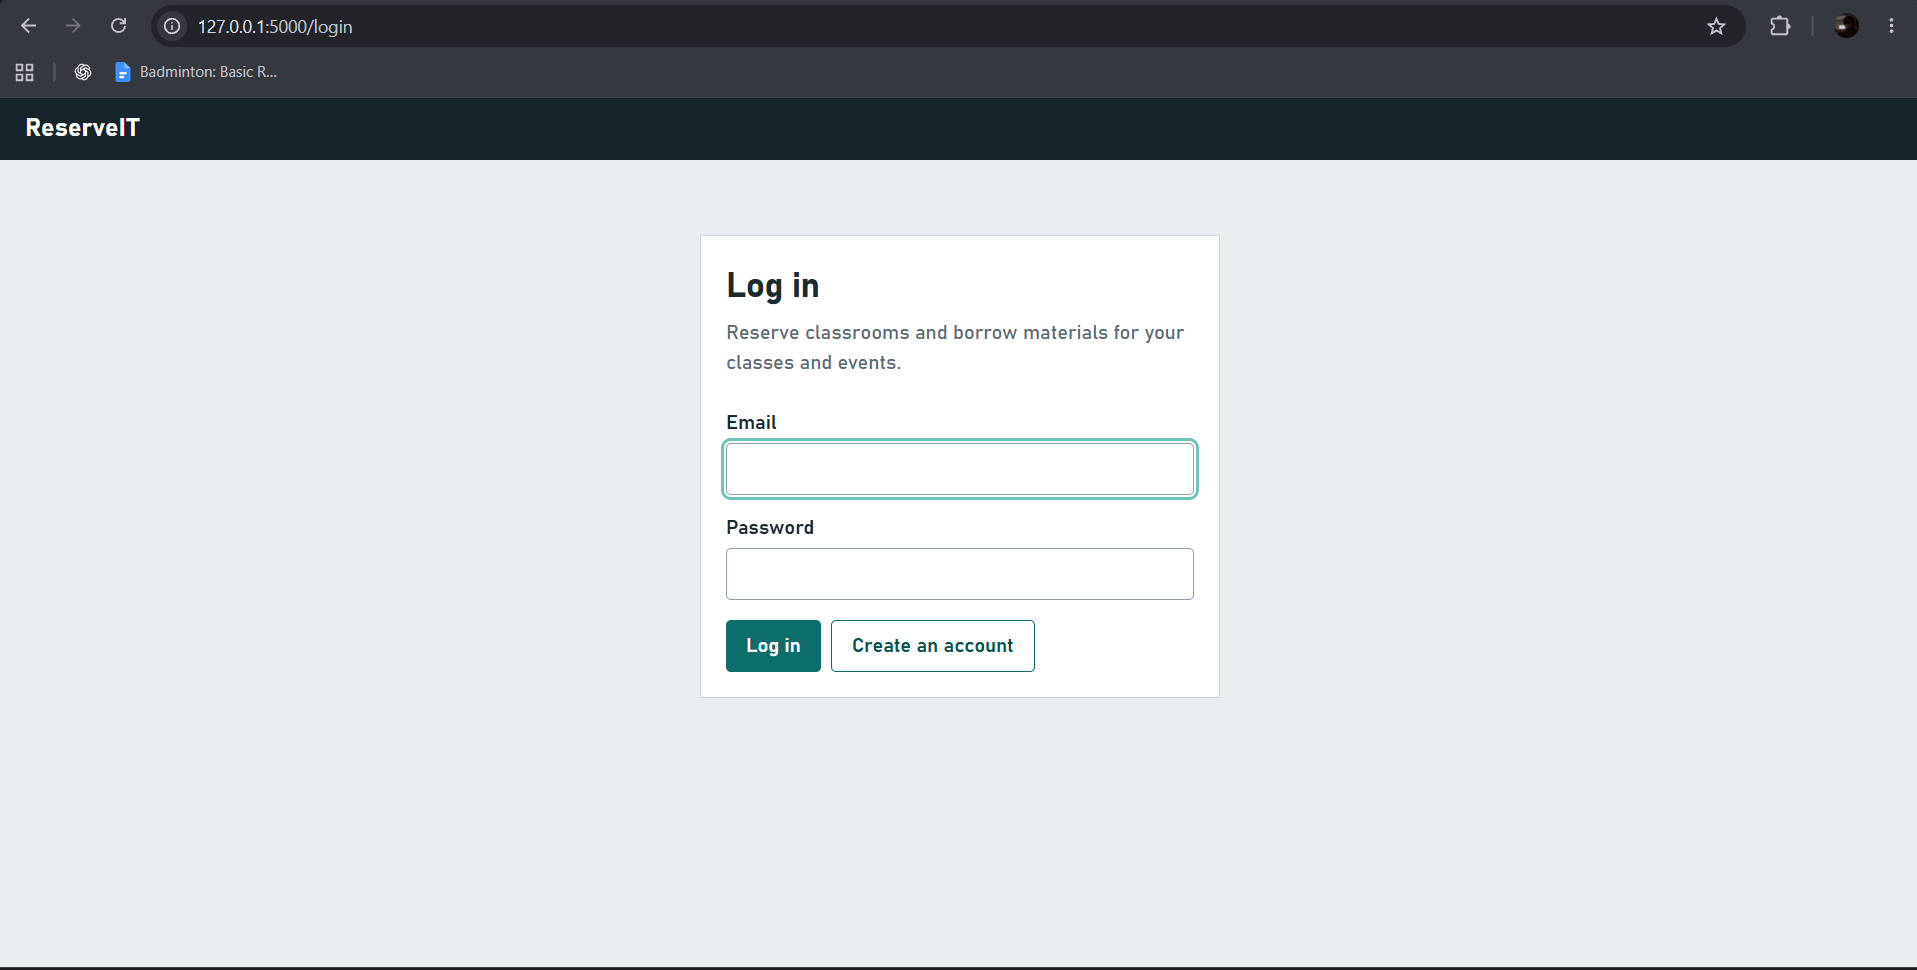 127.0.0.1:5000/login
Badminton: Basic R...
ReserveIT
Log in
Reserve classrooms and borrow materials for your
classes and events.
Email
Password
Log in
Create an account